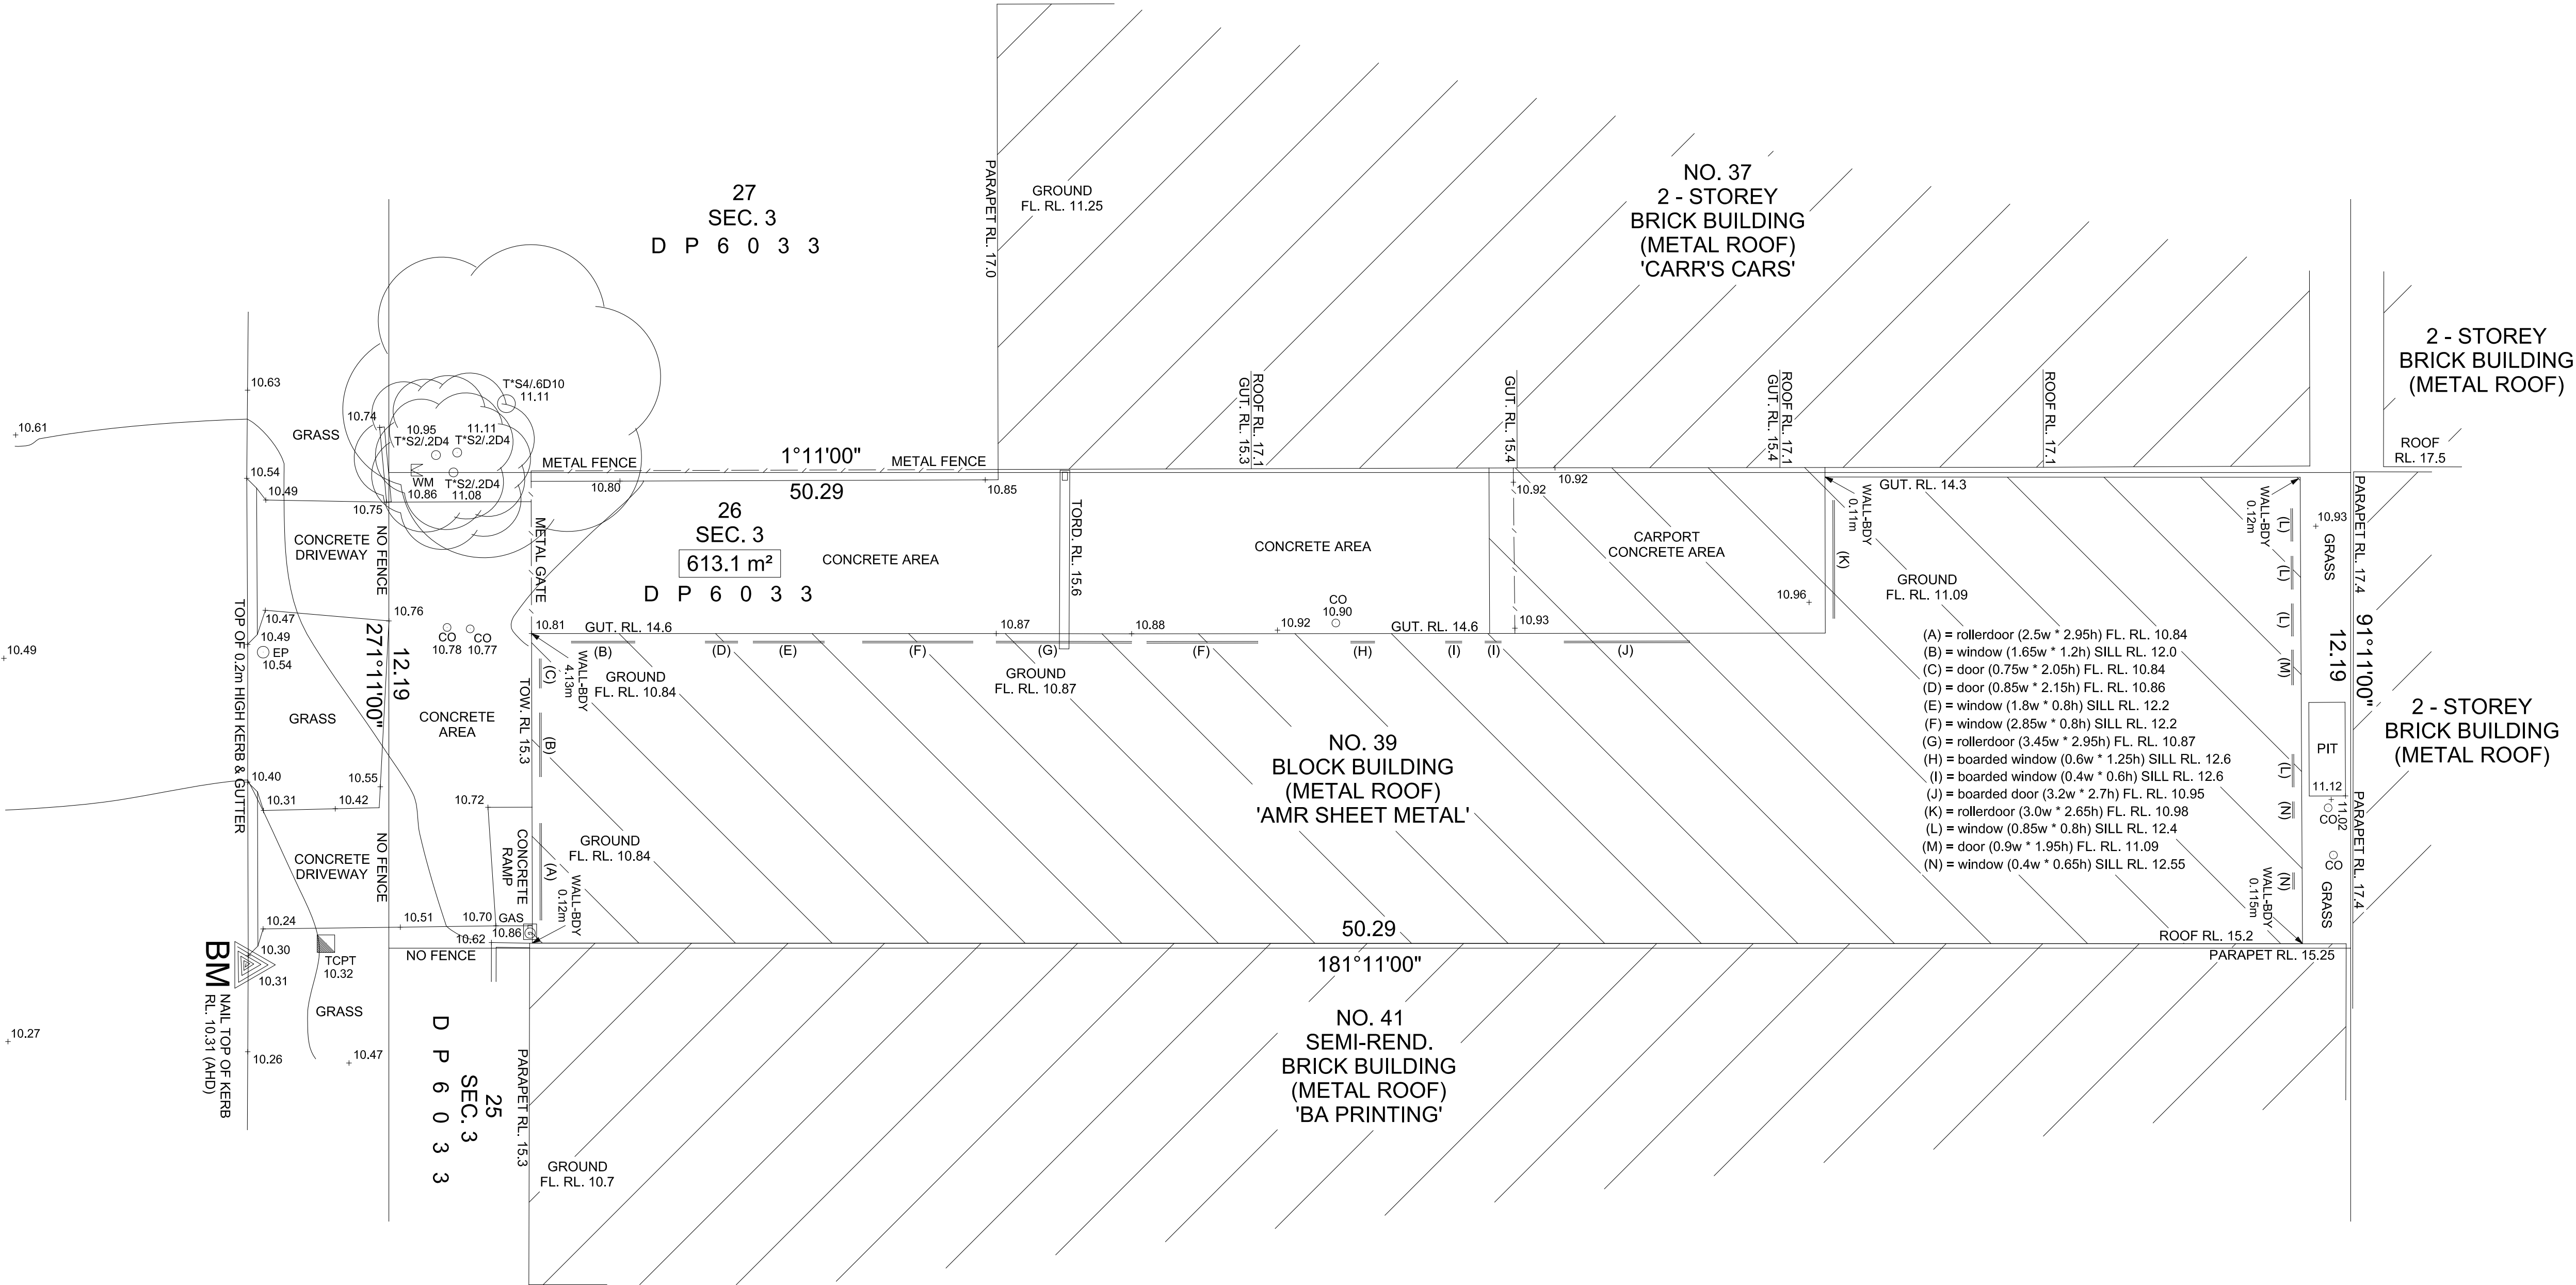 27
SEC. 3
D P 6 0 3 3
PARAPET RL. 17.0
GROUND
FL. RL. 11.25
NO. 37
2 - STOREY
BRICK BUILDING
(METAL ROOF)
'CARR'S CARS'
2 - STOREY
BRICK BUILDING
(METAL ROOF)
ROOF
RL. 17.5
ROOF RL. 17.1
GUT. RL. 15.3
GUT. RL. 15.4
ROOF RL. 17.1
GUT. RL. 15.4
ROOF RL. 17.1
10.63
10.61
GRASS
10.74
T*S4/.6D10
11.11
10.95
T*S2/.2D4
11.11
T*S2/.2D4
WM
10.86
T*S2/.2D4
11.08
10.54
10.49
10.75
METAL FENCE
1°11'00"
METAL FENCE
50.29
10.80
10.85
26
SEC. 3
613.1 m²
D P 6 0 3 3
CONCRETE AREA
METAL GATE
TORD. RL. 15.6
CONCRETE AREA
10.92
10.92
CARPORT
CONCRETE AREA
10.96
10.93
(K)
WALL-BDY
0.11m
GUT. RL. 14.3
WALL-BDY
0.12m
GROUND
FL. RL. 11.09
10.93
GRASS
PARAPET RL. 17.4
91°11'00"
12.19
CONCRETE
DRIVEWAY
NO FENCE
10.47
10.49
EP
10.54
10.76
271°11'00"
12.19
CO
10.78
CO
10.77
10.49
TOP OF 0.2m HIGH KERB & GUTTER
10.81
GUT. RL. 14.6
10.87
10.88
10.92
CO
10.90
GUT. RL. 14.6
(B)
(D)
(E)
(F)
(G)
(F)
(H)
(I)
(I)
(J)
(C)
WALL-BDY
4.13m
GROUND
FL. RL. 10.84
GROUND
FL. RL. 10.87
TOW. RL 15.3
(B)
GRASS
CONCRETE
AREA
(L)
(L)
(L)
(M)
(L)
(N)
(N)
(A) = rollerdoor (2.5w * 2.95h) FL. RL. 10.84
(B) = window (1.65w * 1.2h) SILL RL. 12.0
(C) = door (0.75w * 2.05h) FL. RL. 10.84
(D) = door (0.85w * 2.15h) FL. RL. 10.86
(E) = window (1.8w * 0.8h) SILL RL. 12.2
(F) = window (2.85w * 0.8h) SILL RL. 12.2
(G) = rollerdoor (3.45w * 2.95h) FL. RL. 10.87
(H) = boarded window (0.6w * 1.25h) SILL RL. 12.6
(I) = boarded window (0.4w * 0.6h) SILL RL. 12.6
(J) = boarded door (3.2w * 2.7h) FL. RL. 10.95
(K) = rollerdoor (3.0w * 2.65h) FL. RL. 10.98
(L) = window (0.85w * 0.8h) SILL RL. 12.4
(M) = door (0.9w * 1.95h) FL. RL. 11.09
(N) = window (0.4w * 0.65h) SILL RL. 12.55
2 - STOREY
BRICK BUILDING
(METAL ROOF)
PIT
11.12
11.02
CO
CO
PARAPET RL. 17.4
GRASS
WALL-BDY
0.115m
NO. 39
BLOCK BUILDING
(METAL ROOF)
'AMR SHEET METAL'
10.40
10.31
10.42
10.55
10.72
CONCRETE
DRIVEWAY
NO FENCE
CONCRETE
RAMP
GROUND
FL. RL. 10.84
(A)
WALL-BDY
0.12m
10.24
10.51
10.70
GAS
10.86
G
10.62
NO FENCE
50.29
181°11'00"
ROOF RL. 15.2
PARAPET RL. 15.25
BM
NAIL TOP OF KERB
RL. 10.31 (AHD)
10.30
10.31
TCPT
10.32
GRASS
10.27
10.26
10.47
25
SEC. 3
D P 6 0 3 3
PARAPET RL. 15.3
GROUND
FL. RL. 10.7
NO. 41
SEMI-REND.
BRICK BUILDING
(METAL ROOF)
'BA PRINTING'